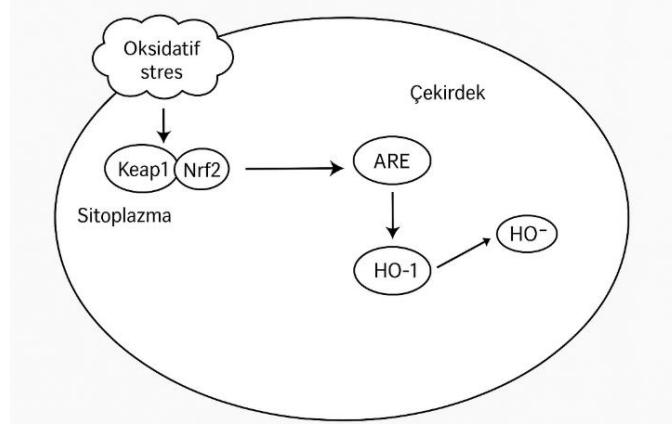 Oksidatif
stres
Çekirdek
Keap1 Nrf2
ARE
Sitoplazma
HO⁻
HO-1